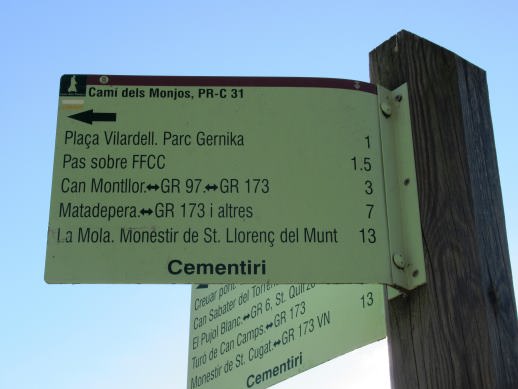 Camí dels Monjos, PR-C 31
Plaça Vilardell. Parc Gernika 1
Pas sobre FFCC 1.5
Can Montllor.↔GR 97.↔GR 173 3
Matadepera.↔GR 173 i altres 7
La Mola. Monestir de St. Llorenç del Munt 13
Cementiri
Creuar pont
Can Sabater del Torrent
El Pujol Blanc.↔GR 6, St. Quirze
Turó de Can Camps.↔GR 173
Monestir de St. Cugat.↔GR 173 VN 13
Cementiri